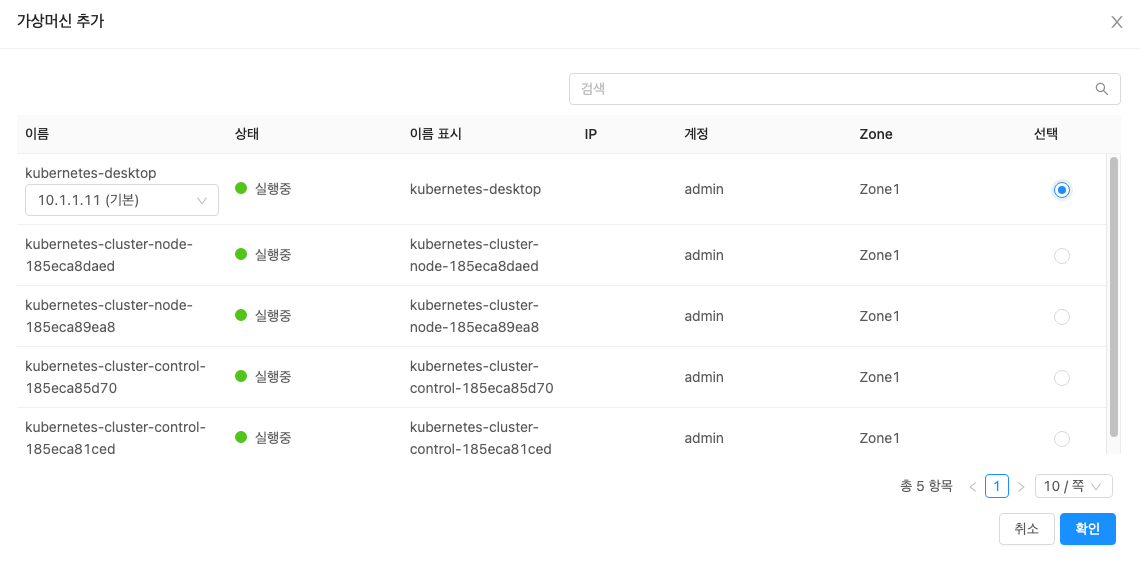 가상머신 추가
검색
이름 상태 이름 표시 IP 계정 Zone 선택
kubernetes-desktop
10.1.1.11 (기본)
실행중 kubernetes-desktop admin Zone1
kubernetes-cluster-node-
185eca8daed
실행중
kubernetes-cluster-
node-185eca8daed
admin Zone1
kubernetes-cluster-node-
185eca89ea8
실행중
kubernetes-cluster-
node-185eca89ea8
admin Zone1
kubernetes-cluster-control-
185eca85d70
실행중
kubernetes-cluster-
control-185eca85d70
admin Zone1
kubernetes-cluster-control-
185eca81ced
실행중
kubernetes-cluster-
control-185eca81ced
admin Zone1
총 5 항목 < 1 > 10 / 쪽
취소 확인